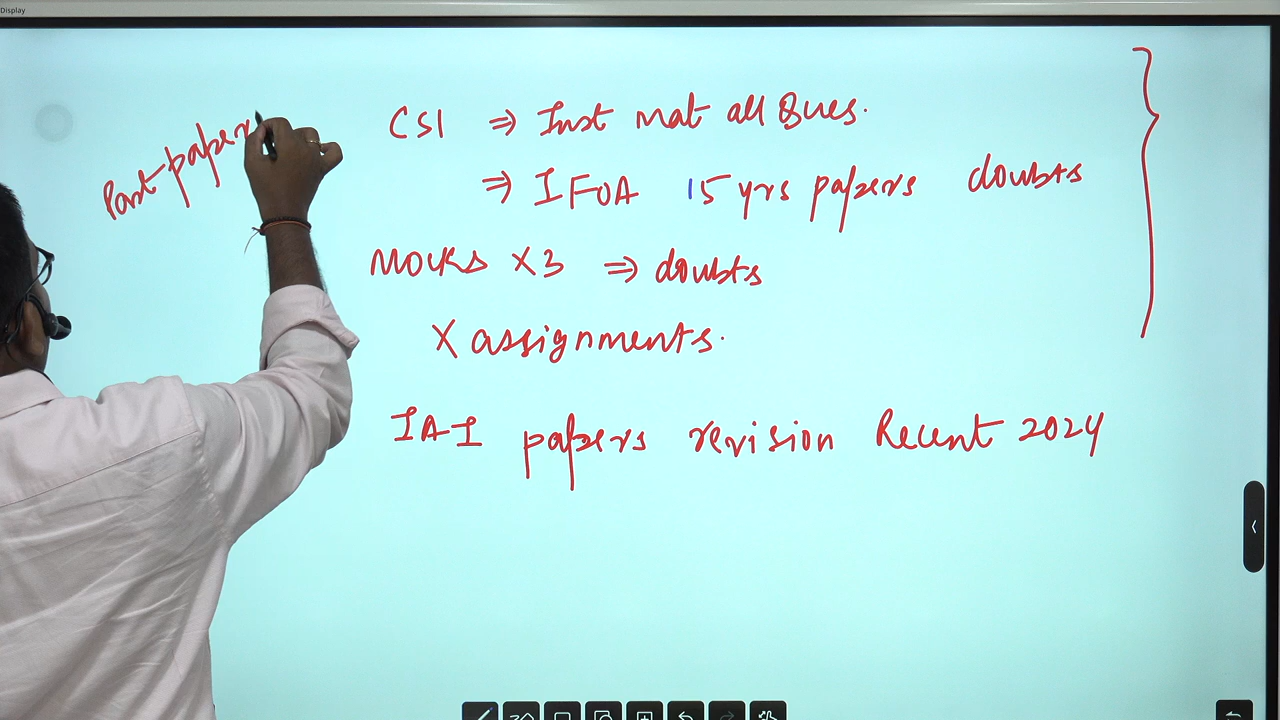 Display
CS1 ⇒ Inst mat all Ques.
Past papers
⇒ IFOA 15 yrs papers doubts
MOCKS X3 ⇒ doubts
X assignments.
IAI papers revision Recent 2024